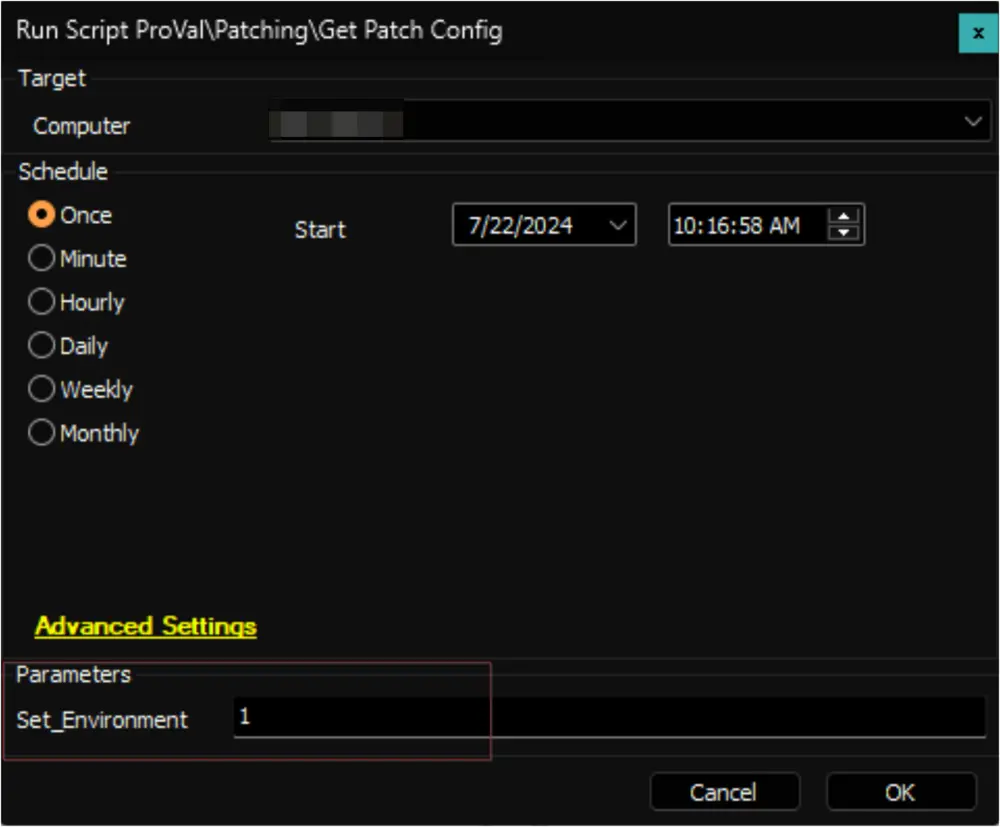 Run Script ProVal\Patching\Get Patch Config x
Target
Computer
Schedule
Once
Start 7/22/2024 10:16:58 AM
Minute
Hourly
Daily
Weekly
Monthly
Advanced Settings
Parameters
Set_Environment 1
Cancel OK